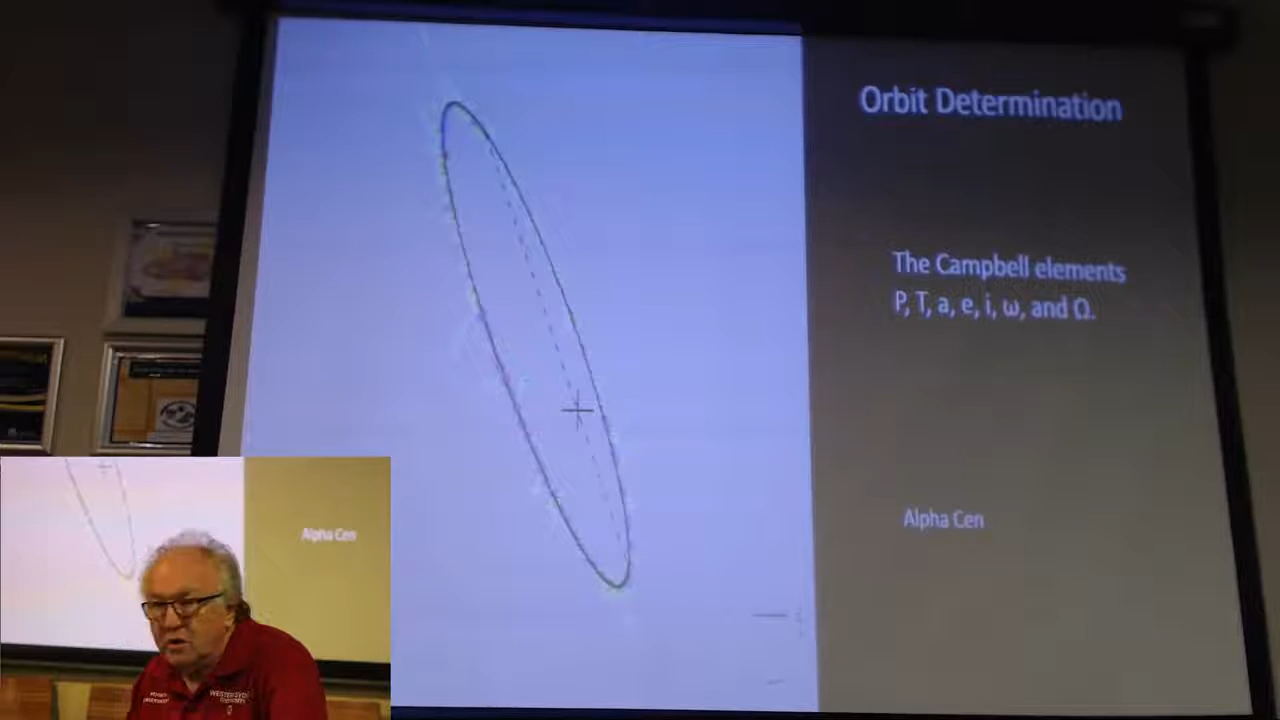 Orbit Determination
The Campbell elements
P, T, a, e, i, ω, and Ω.
Alpha Cen
Alpha Cen